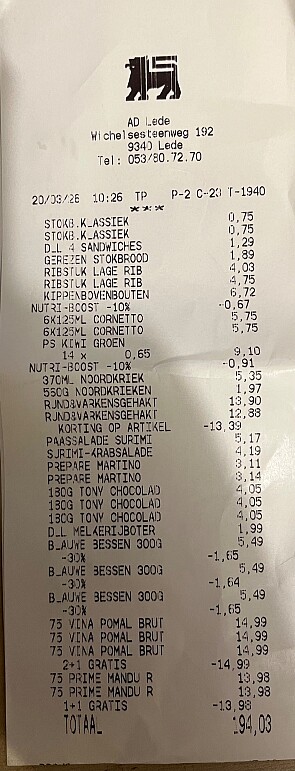 AD Lede
Wichelsesteenweg 192
9340 Lede
Tel: 053/80.72.70
20/03/26 10:26 TP P-2 C-23 T-1940
***
STOKB.KLASSIEK 0,75
STOKB.KLASSIEK 0,75
DLL 4 SANDWICHES 1,29
GEREZEN STOKBROOD 1,89
RIBSTUK LAGE RIB 4,03
RIBSTUK LAGE RIB 4,75
KIPPENBOVENBOUTEN 6,72
NUTRI-BOOST -10% -0,67
6X125ML CORNETTO 5,75
6X125ML CORNETTO 5,75
PS KIWI GROEN
14 x 0,65 9,10
NUTRI-BOOST -10% -0,91
370ML NOORDKRIEK 5,35
560G NOORDKRIEKEN 1,97
RUND&VARKENSGEHAKT 13,90
RUND&VARKENSGEHAKT 12,88
KORTING OP ARTIKEL -13,39
PAASSALADE SURIMI 5,17
SURIMI-KRABSALADE 4,19
PREPARE MARTINO 3,11
PREPARE MARTINO 3,14
180G TONY CHOCOLAD 4,05
180G TONY CHOCOLAD 4,05
180G TONY CHOCOLAD 4,05
DLL MELKERIJBOTER 1,99
BLAUWE BESSEN 300G 5,49
-30% -1,65
BLAUWE BESSEN 300G 5,49
-30% -1,64
BLAUWE BESSEN 300G 5,49
-30% -1,65
75 VINA POMAL BRUT 14,99
75 VINA POMAL BRUT 14,99
75 VINA POMAL BRUT 14,99
2+1 GRATIS -14,99
75 PRIME MANDU R 13,98
75 PRIME MANDU R 13,98
1+1 GRATIS -13,98
TOTAAL 194,03